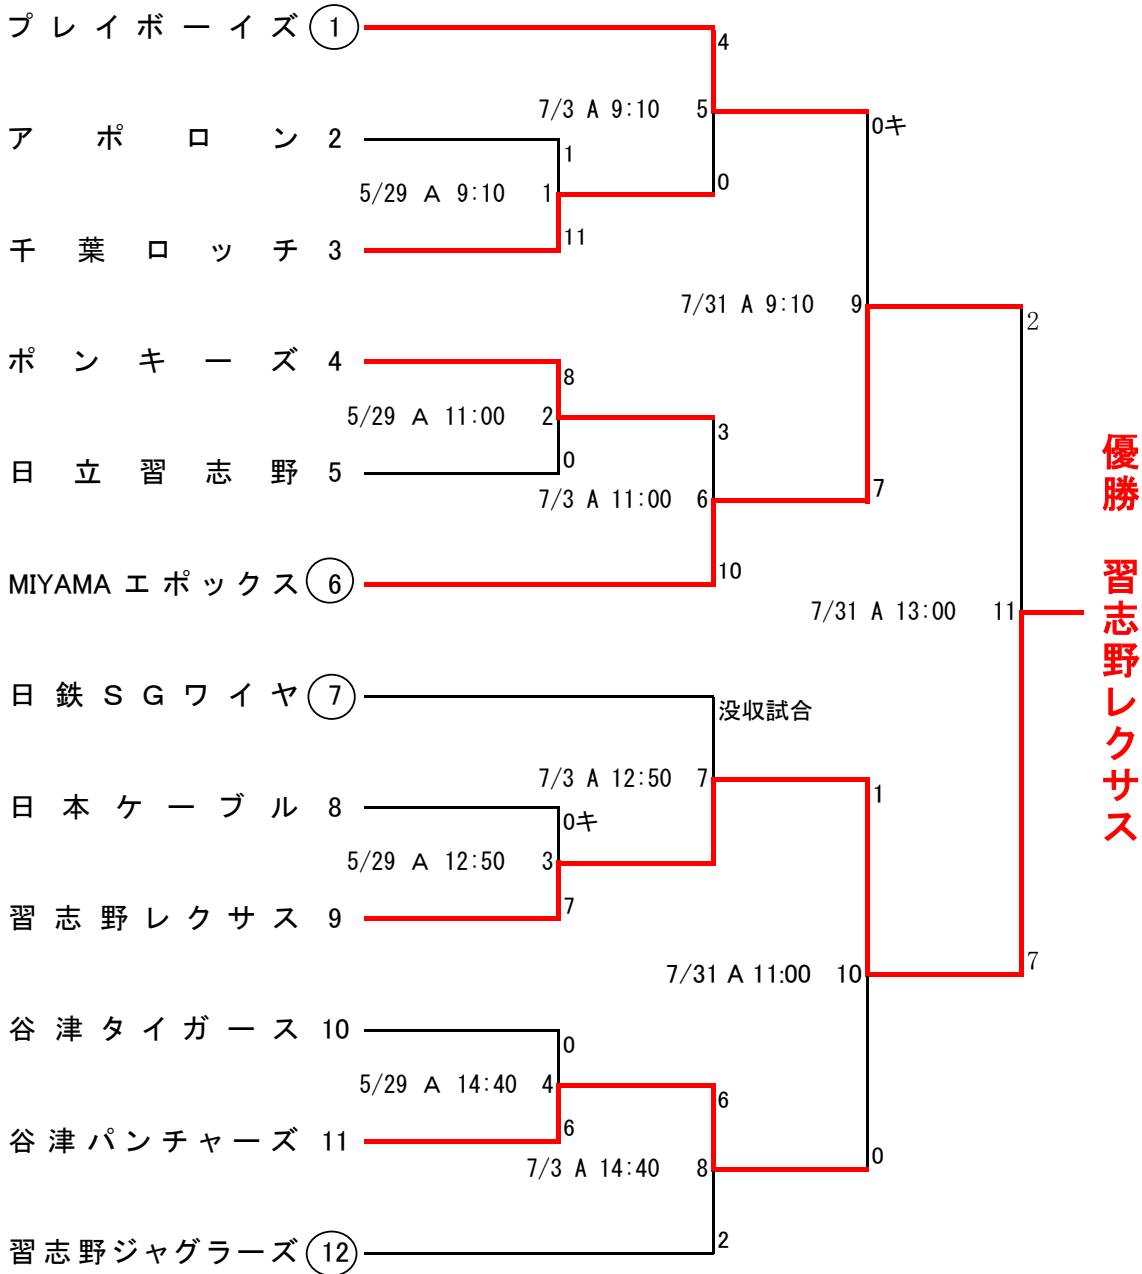 プレイボーイズ ①
4
7/3 A 9:10 5
0キ
アポロン 2
1
0
5/29 A 9:10 1
11
千葉ロッチ 3
7/31 A 9:10 9
2
ポンキーズ 4
8
5/29 A 11:00 2
3
0
日立習志野 5
7
7/3 A 11:00 6
10
MIYAMAエポックス ⑥
7/31 A 13:00 11
優勝 習志野レクサス
日鉄SGワイヤ ⑦
没収試合
7/3 A 12:50 7
1
日本ケーブル 8
0キ
5/29 A 12:50 3
7
習志野レクサス 9
7
7/31 A 11:00 10
谷津タイガース 10
0
5/29 A 14:40 4
6
6
谷津パンチャーズ 11
0
7/3 A 14:40 8
2
習志野ジャグラーズ ⑫